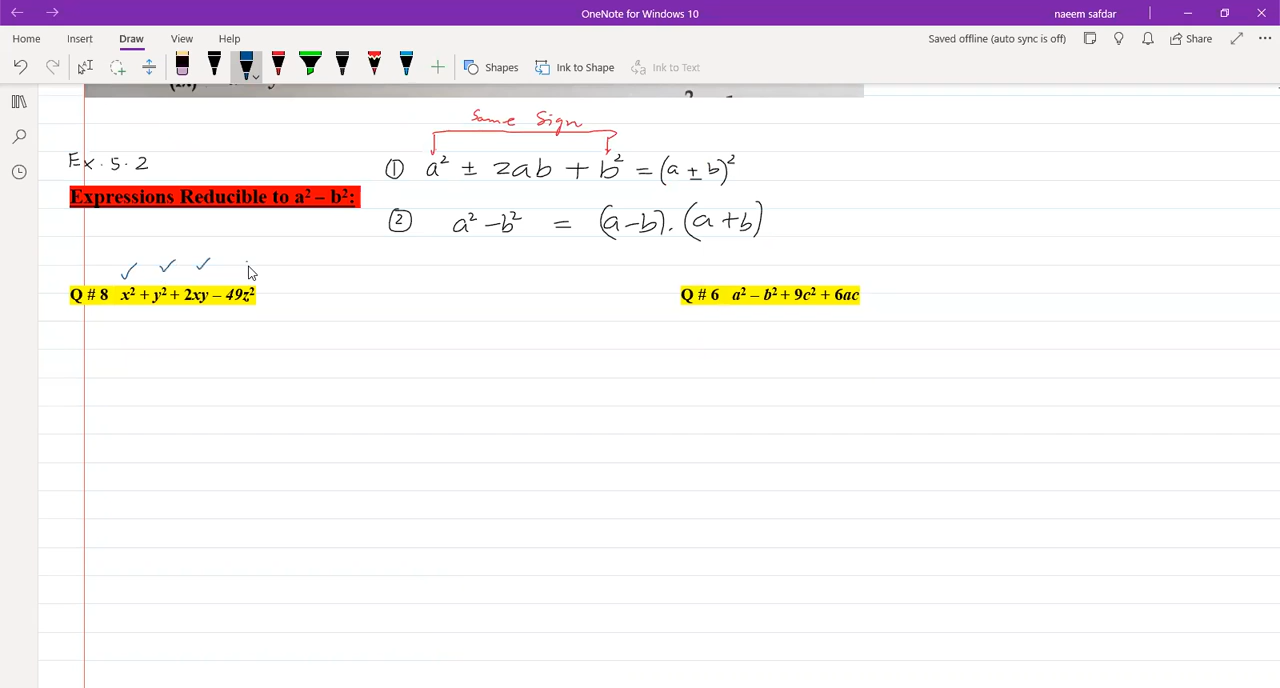 OneNote for Windows 10
naeem safdar
Home Insert Draw View Help
Saved offline (auto sync is off)
Share
Shapes
Ink to Shape
Ink to Text
Same Sign
Ex. 5.2
① a² ± 2ab + b² = (a ± b)²
Expressions Reducible to a² – b²:
② a² – b² = (a – b) . (a + b)
Q # 8 x² + y² + 2xy – 49z²
Q # 6 a² – b² + 9c² + 6ac